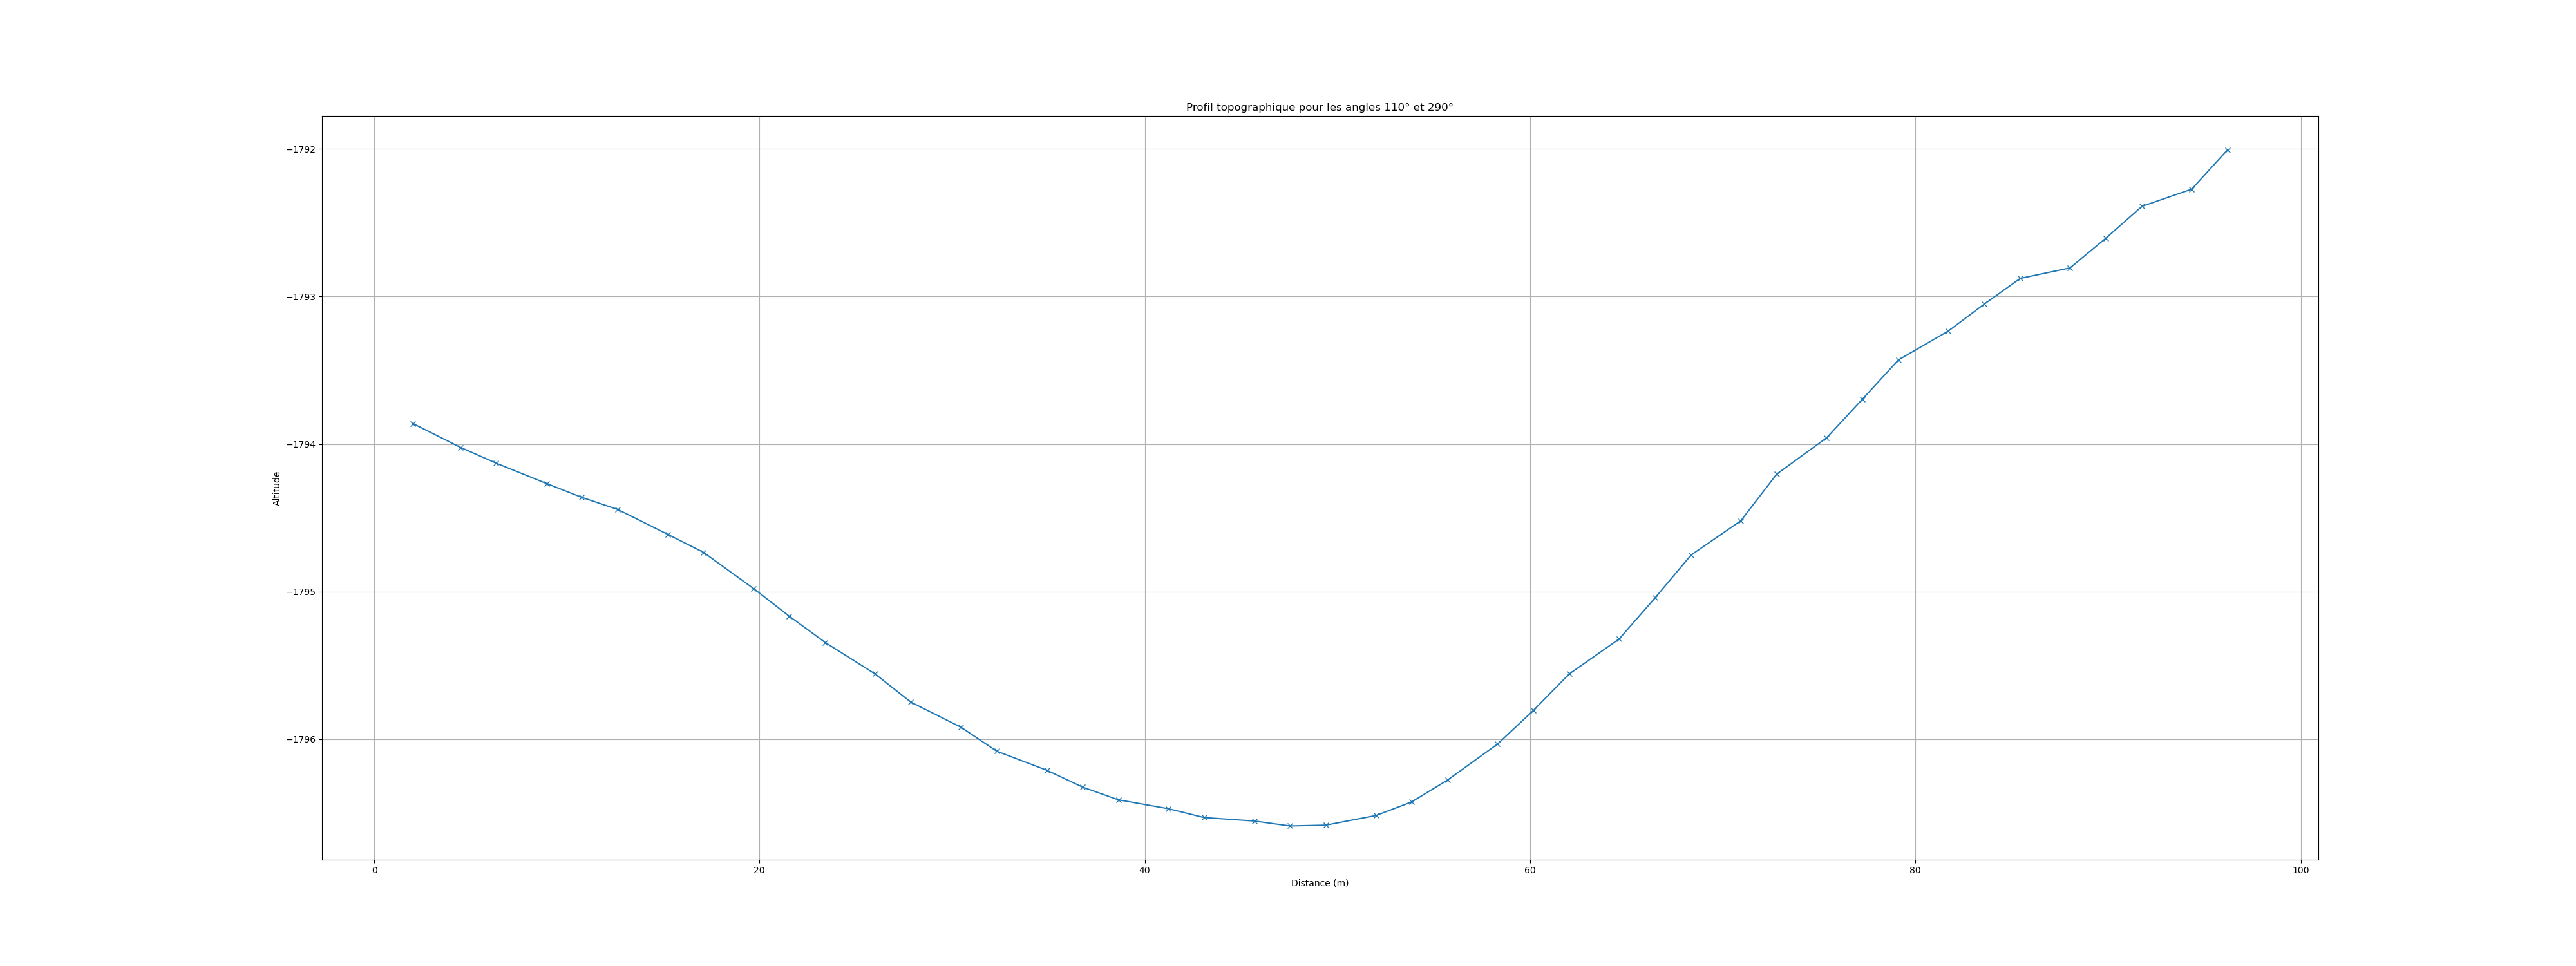 Profil topographique pour les angles 110° et 290°
−1792
−1793
−1794
−1795
−1796
Altitude
0 20 40 60 80 100
Distance (m)